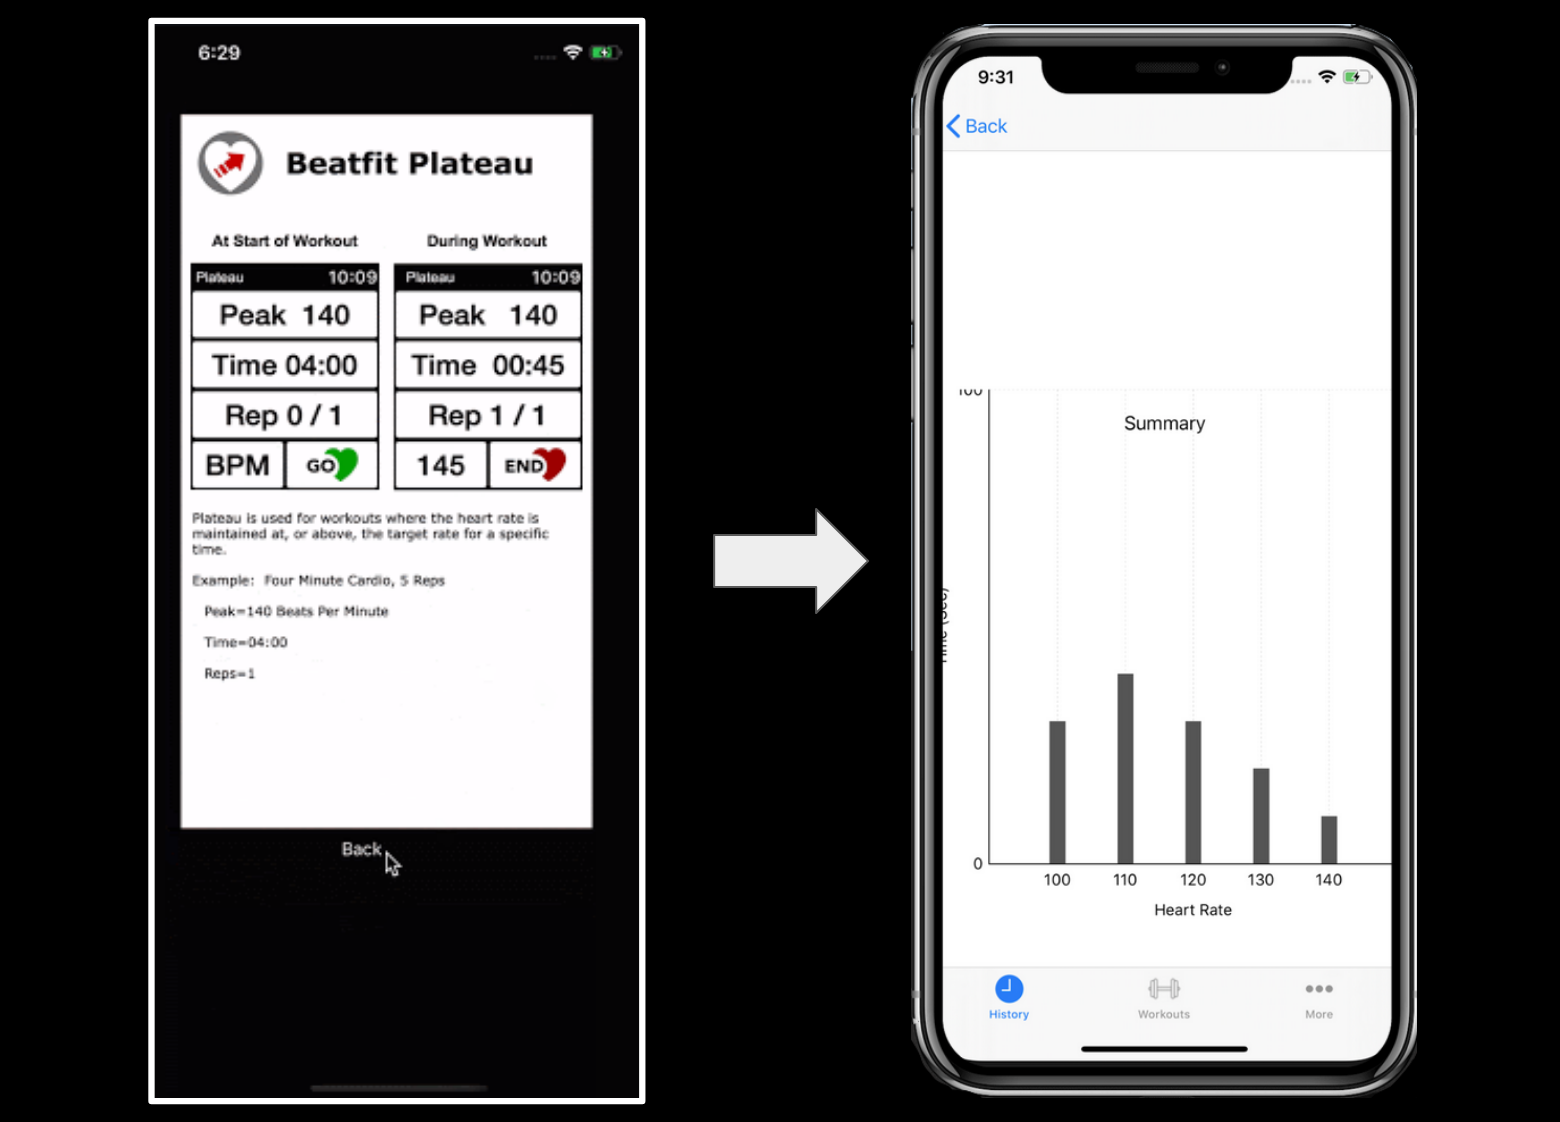 6:29
Beatfit Plateau
At Start of Workout
During Workout
Plateau 10:09
Peak 140
Time 04:00
Rep 0 / 1
BPM GO
Plateau 10:09
Peak 140
Time 00:45
Rep 1 / 1
145 END
Plateau is used for workouts where the heart rate is
maintained at, or above, the target rate for a specific
time.
Example: Four Minute Cardio, 5 Reps
Peak=140 Beats Per Minute
Time=04:00
Reps=1
Back
9:31
Back
100
Summary
Time (Sec)
0
100 110 120 130 140
Heart Rate
History Workouts More